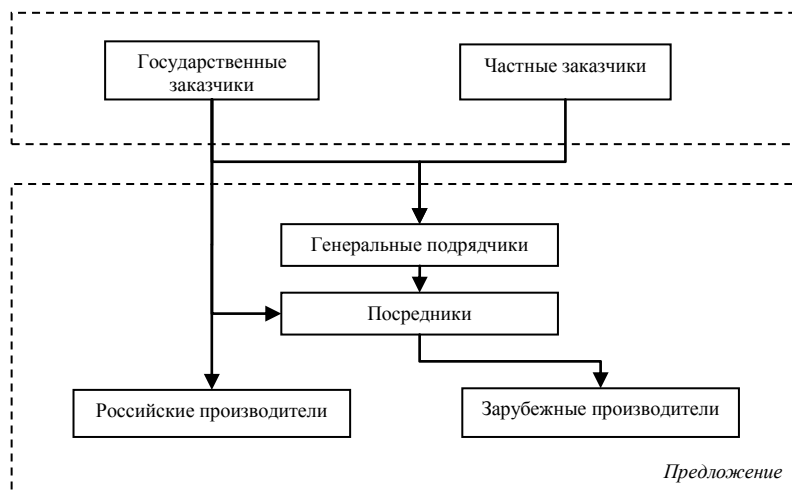 Государственные
заказчики
Частные заказчики
Генеральные подрядчики
Посредники
Российские производители
Зарубежные производители
Предложение